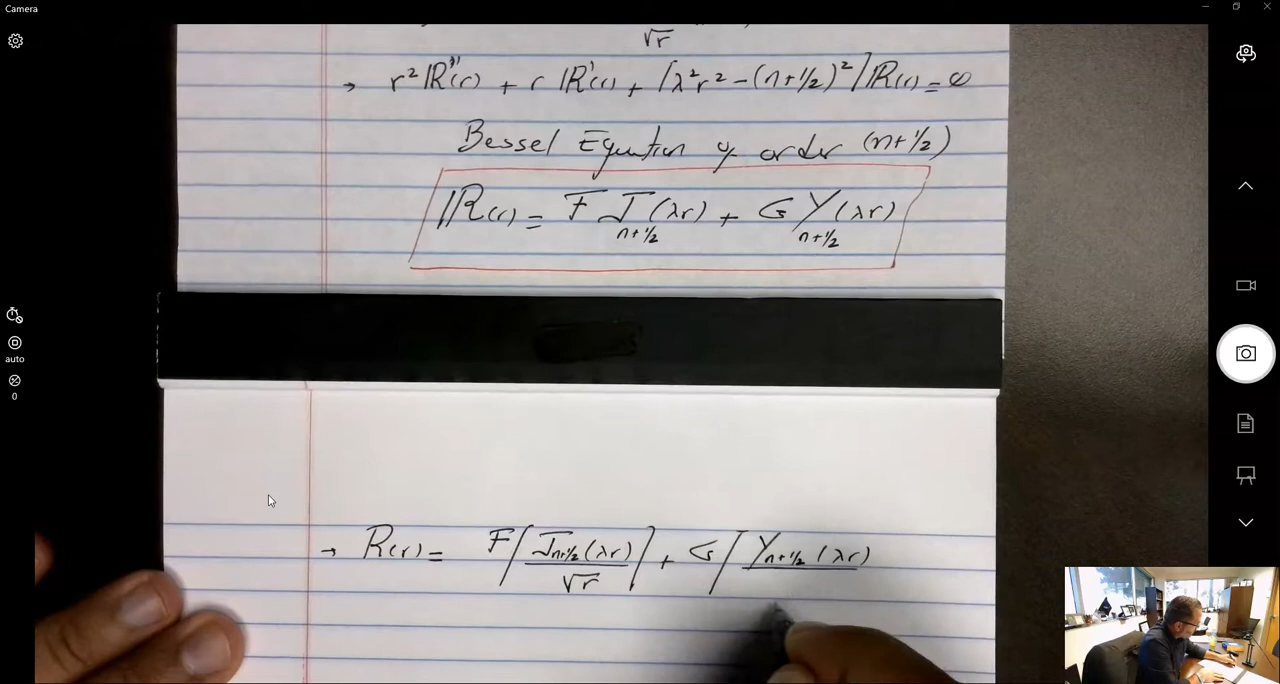 Camera
√r
→ r² ℝ''(r) + r ℝ'(r) + [λ²r² - (n+1/2)²] ℝ(r) = 0
Bessel Equation of order (n+1/2)
ℝ(r) = F J_{n+1/2}(λr) + G Y_{n+1/2}(λr)
auto
0
→ R(r) = F [ J_{n+1/2}(λr) / √r ] + G [ Y_{n+1/2}(λr)